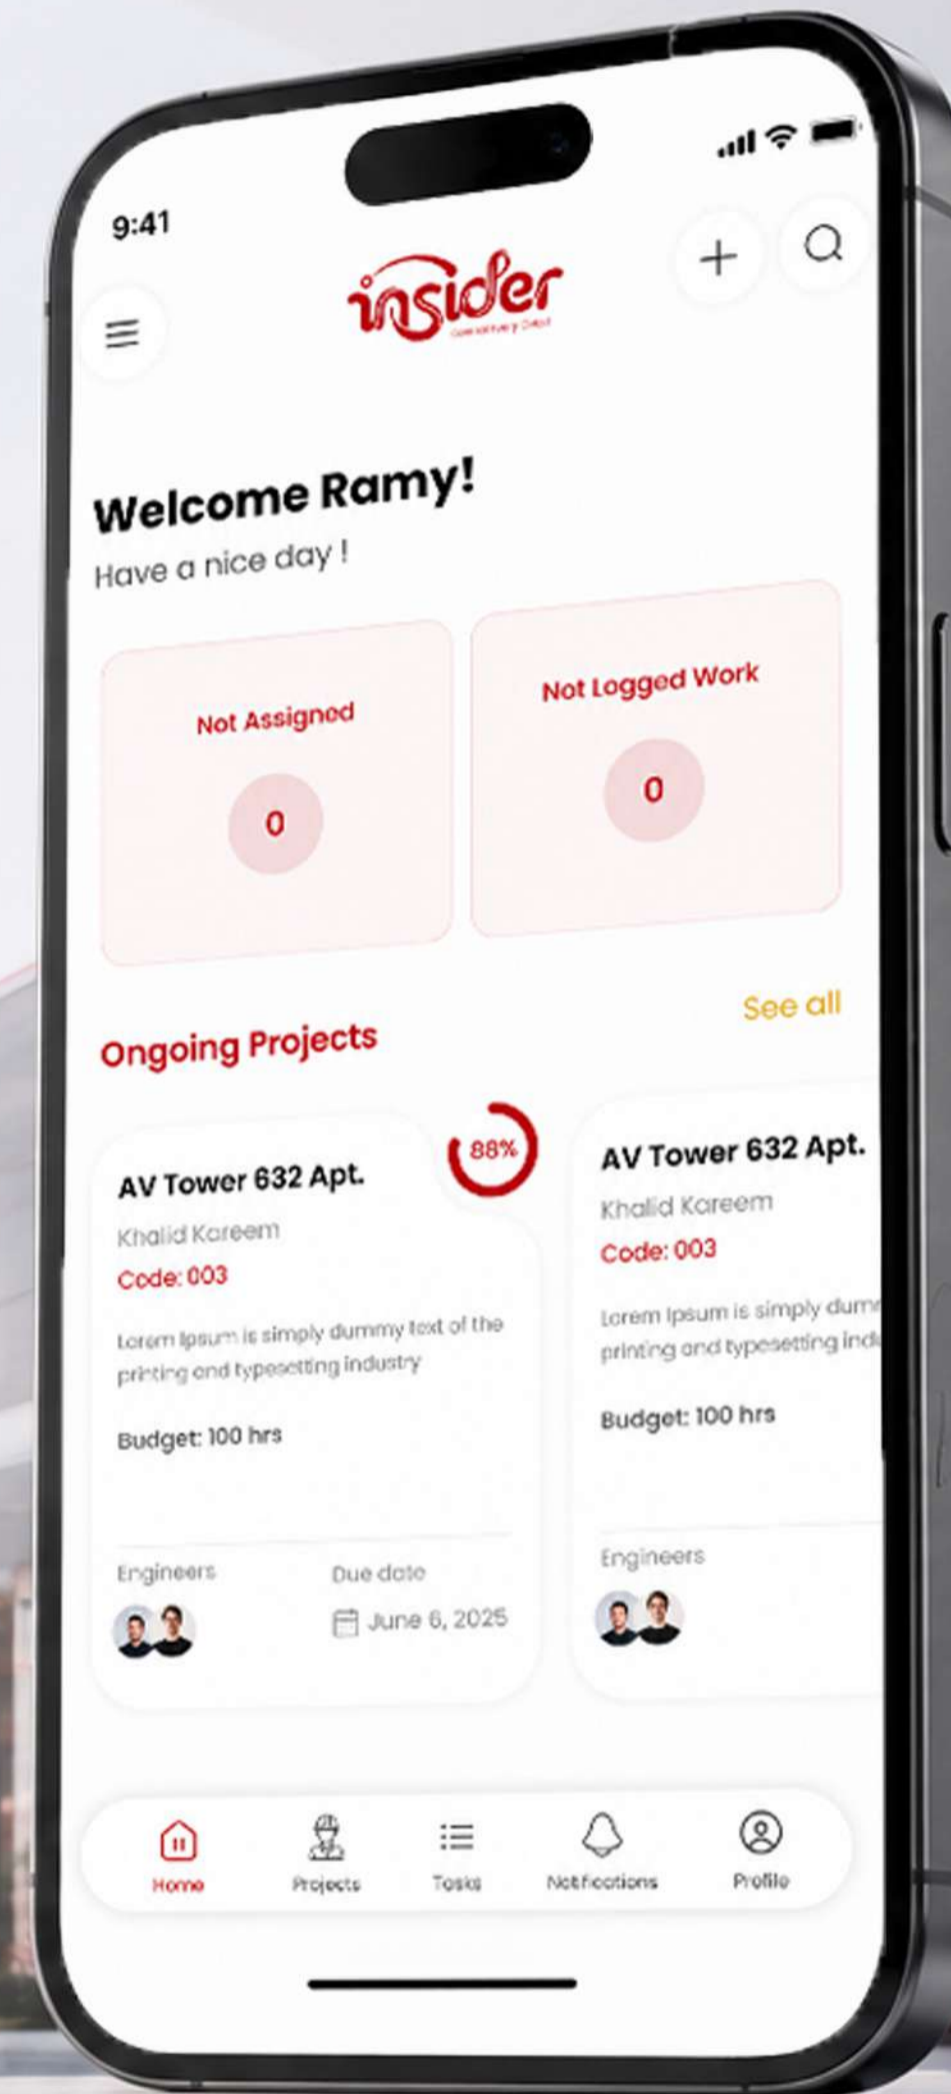 9:41
insider
Welcome Ramy!
Have a nice day !
Not Assigned
0
Not Logged Work
0
Ongoing Projects
See all
AV Tower 632 Apt.
88%
Khalid Kareem
Code: 003
Lorem Ipsum is simply dummy text of the
printing and typesetting industry
Budget: 100 hrs
Engineers
Due date
June 6, 2025
AV Tower 632 Apt.
Khalid Kareem
Code: 003
Lorem Ipsum is simply dumm
printing and typesetting indu
Budget: 100 hrs
Engineers
Home
Projects
Tasks
Notifications
Profile